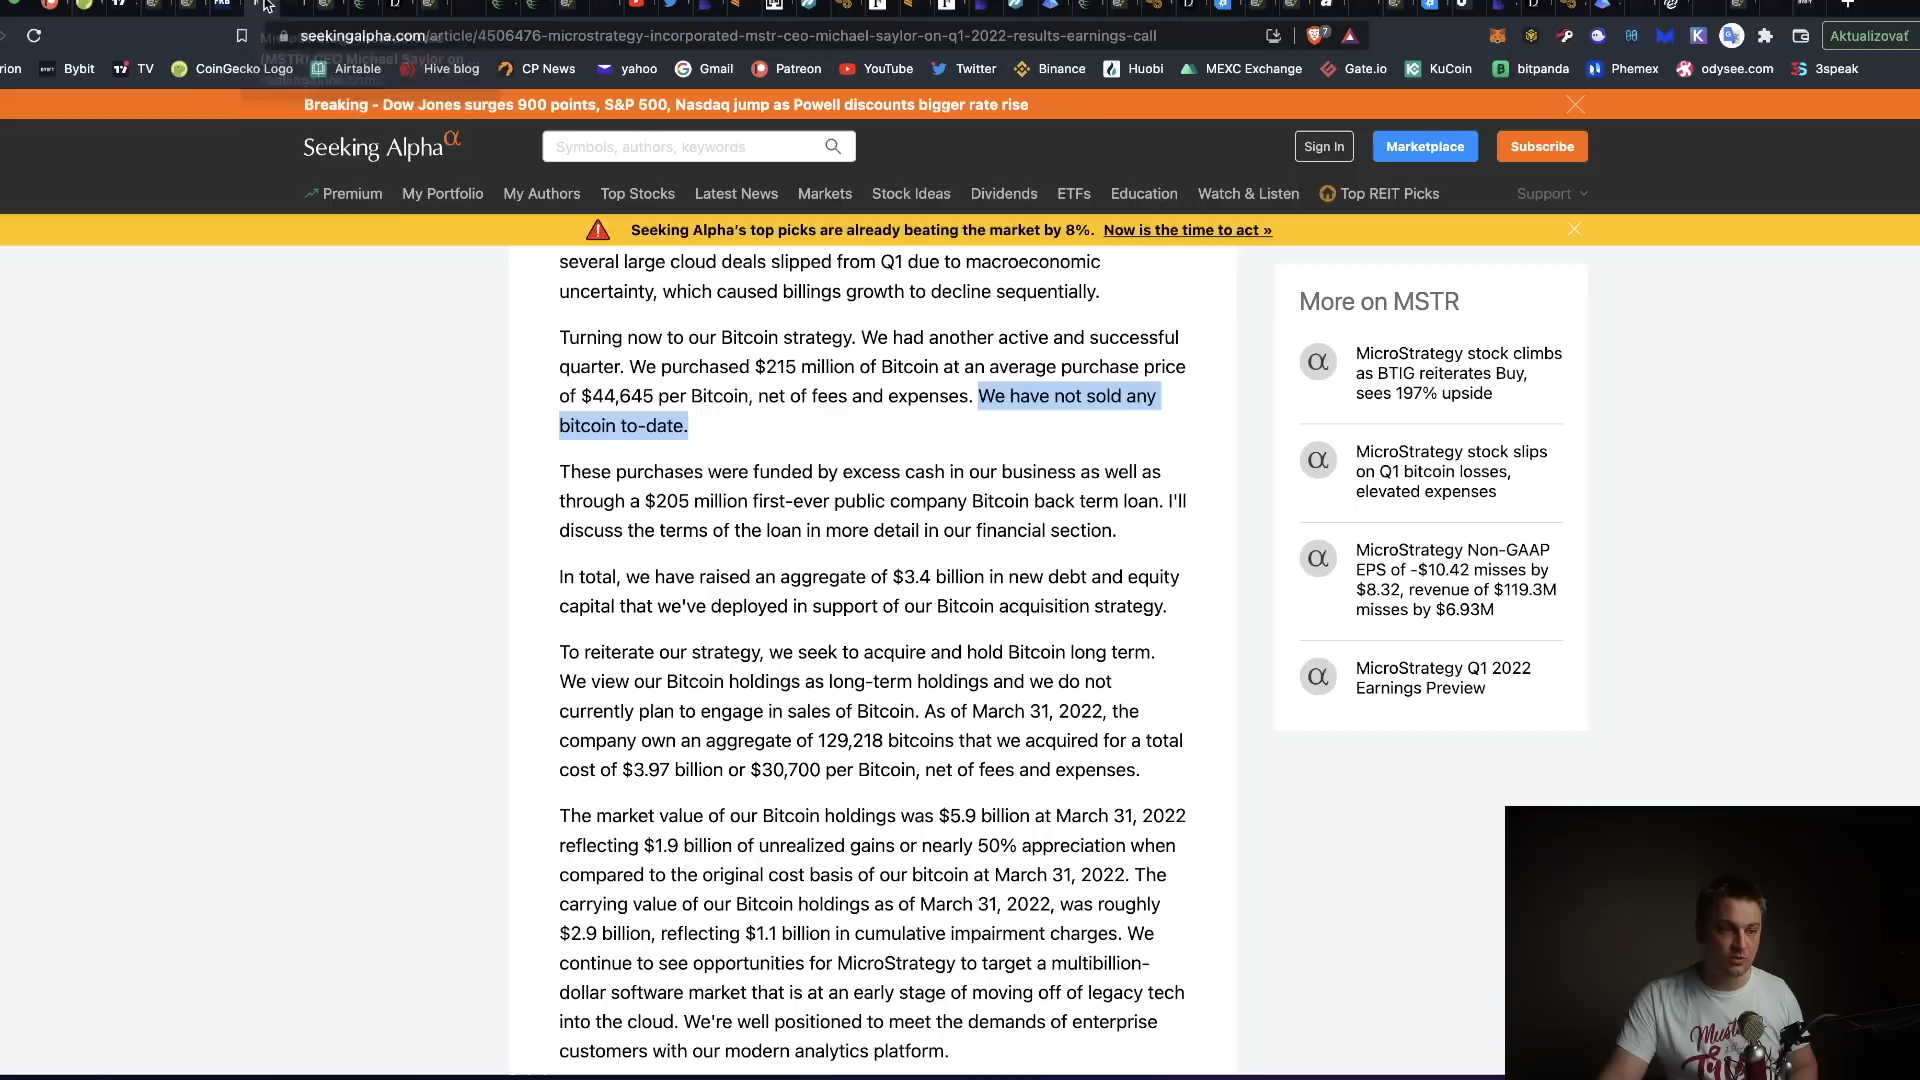 seekingalpha.com/article/4506476-microstrategy-incorporated-mstr-ceo-michael-saylor-on-q1-2022-results-earnings-call
7
Aktualizovať
rion
Bybit
TV
CoinGecko Logo
Airtable
Hive blog
CP News
yahoo
Gmail
Patreon
YouTube
Twitter
Binance
Huobi
MEXC Exchange
Gate.io
KuCoin
bitpanda
Phemex
odysee.com
3speak
Breaking - Dow Jones surges 900 points, S&P 500, Nasdaq jump as Powell discounts bigger rate rise
Seeking Alpha α
Symbols, authors, keywords
Sign In
Marketplace
Subscribe
Premium
My Portfolio
My Authors
Top Stocks
Latest News
Markets
Stock Ideas
Dividends
ETFs
Education
Watch & Listen
Top REIT Picks
Support
Seeking Alpha's top picks are already beating the market by 8%. Now is the time to act »
several large cloud deals slipped from Q1 due to macroeconomic
uncertainty, which caused billings growth to decline sequentially.
Turning now to our Bitcoin strategy. We had another active and successful
quarter. We purchased $215 million of Bitcoin at an average purchase price
of $44,645 per Bitcoin, net of fees and expenses. We have not sold any
bitcoin to-date.
These purchases were funded by excess cash in our business as well as
through a $205 million first-ever public company Bitcoin back term loan. I'll
discuss the terms of the loan in more detail in our financial section.
In total, we have raised an aggregate of $3.4 billion in new debt and equity
capital that we've deployed in support of our Bitcoin acquisition strategy.
To reiterate our strategy, we seek to acquire and hold Bitcoin long term.
We view our Bitcoin holdings as long-term holdings and we do not
currently plan to engage in sales of Bitcoin. As of March 31, 2022, the
company own an aggregate of 129,218 bitcoins that we acquired for a total
cost of $3.97 billion or $30,700 per Bitcoin, net of fees and expenses.
The market value of our Bitcoin holdings was $5.9 billion at March 31, 2022
reflecting $1.9 billion of unrealized gains or nearly 50% appreciation when
compared to the original cost basis of our bitcoin at March 31, 2022. The
carrying value of our Bitcoin holdings as of March 31, 2022, was roughly
$2.9 billion, reflecting $1.1 billion in cumulative impairment charges. We
continue to see opportunities for MicroStrategy to target a multibillion-
dollar software market that is at an early stage of moving off of legacy tech
into the cloud. We're well positioned to meet the demands of enterprise
customers with our modern analytics platform.
More on MSTR
α
MicroStrategy stock climbs
as BTIG reiterates Buy,
sees 197% upside
α
MicroStrategy stock slips
on Q1 bitcoin losses,
elevated expenses
α
MicroStrategy Non-GAAP
EPS of -$10.42 misses by
$8.32, revenue of $119.3M
misses by $6.93M
α
MicroStrategy Q1 2022
Earnings Preview